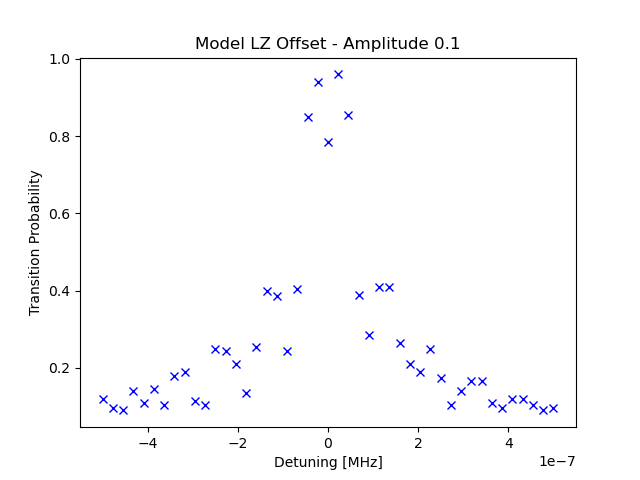 Model LZ Offset - Amplitude 0.1
1.0
0.8
0.6
0.4
0.2
Transition Probability
−4
−2
0
2
4
1e−7
Detuning [MHz]